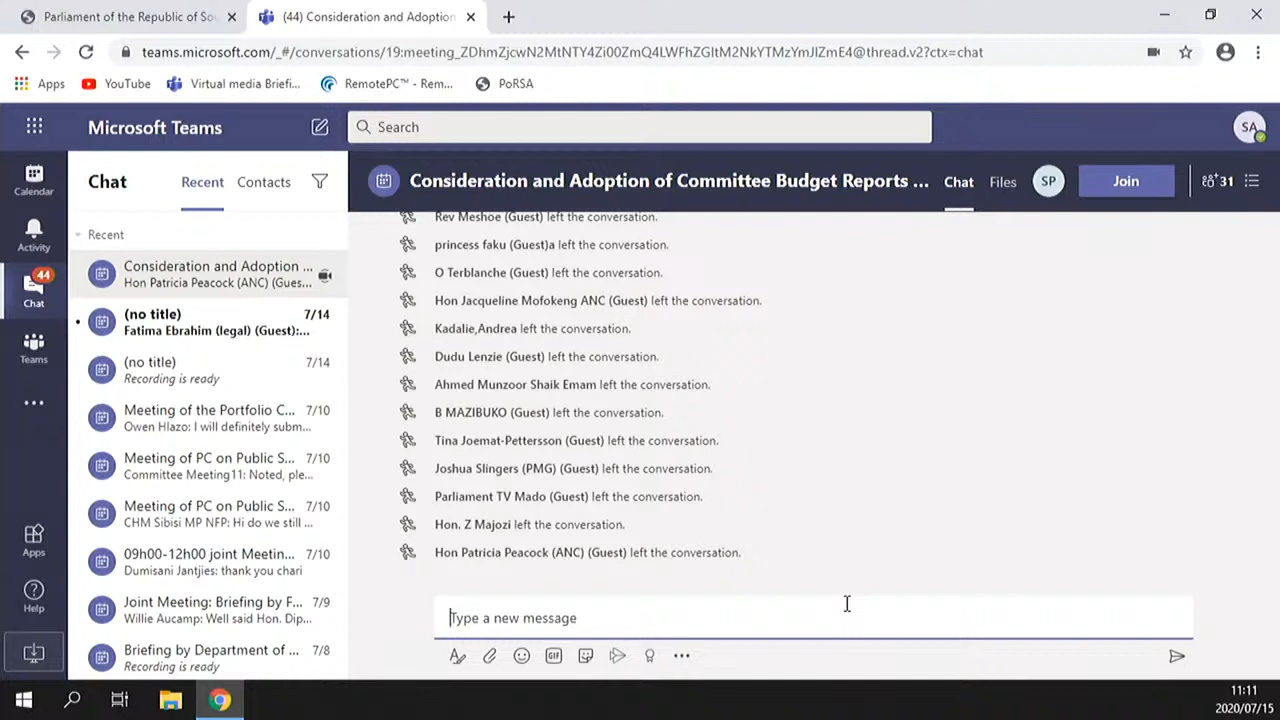 Parliament of the Republic of Sou
(44) Consideration and Adoption
teams.microsoft.com/_#/conversations/19:meeting_ZDhmZjcwN2MtNTY4Zi00ZmQ4LWFhZGItM2NkYTMzYmJlZmE4@thread.v2?ctx=chat
Apps
YouTube
Virtual media Briefi...
RemotePC™ - Rem...
PoRSA
Microsoft Teams
Search
SA
Calendar
Activity
44
Chat
Teams
Apps
Help
Chat
Recent
Contacts
Recent
Consideration and Adoption ...
Hon Patricia Peacock (ANC) (Gues...
(no title) 7/14
Fatima Ebrahim (legal) (Guest):...
(no title) 7/14
Recording is ready
Meeting of the Portfolio C... 7/10
Owen Hlazo: I will definitely subm...
Meeting of PC on Public S... 7/10
Committee Meeting11: Noted, ple...
Meeting of PC on Public S... 7/10
CHM Sibisi MP NFP: Hi do we still ...
09h00-12h00 joint Meetin... 7/10
Dumisani Jantjies: thank you chari
Joint Meeting: Briefing by F... 7/9
Willie Aucamp: Well said Hon. Dip...
Briefing by Department of ... 7/8
Recording is ready
Consideration and Adoption of Committee Budget Reports ...
Chat
Files
SP
Join
31
Rev Meshoe (Guest) left the conversation.
princess faku (Guest)a left the conversation.
O Terblanche (Guest) left the conversation.
Hon Jacqueline Mofokeng ANC (Guest) left the conversation.
Kadalie,Andrea left the conversation.
Dudu Lenzie (Guest) left the conversation.
Ahmed Munzoor Shaik Emam left the conversation.
B MAZIBUKO (Guest) left the conversation.
Tina Joemat-Pettersson (Guest) left the conversation.
Joshua Slingers (PMG) (Guest) left the conversation.
Parliament TV Mado (Guest) left the conversation.
Hon. Z Majozi left the conversation.
Hon Patricia Peacock (ANC) (Guest) left the conversation.
Type a new message
GIF
11:11
2020/07/15